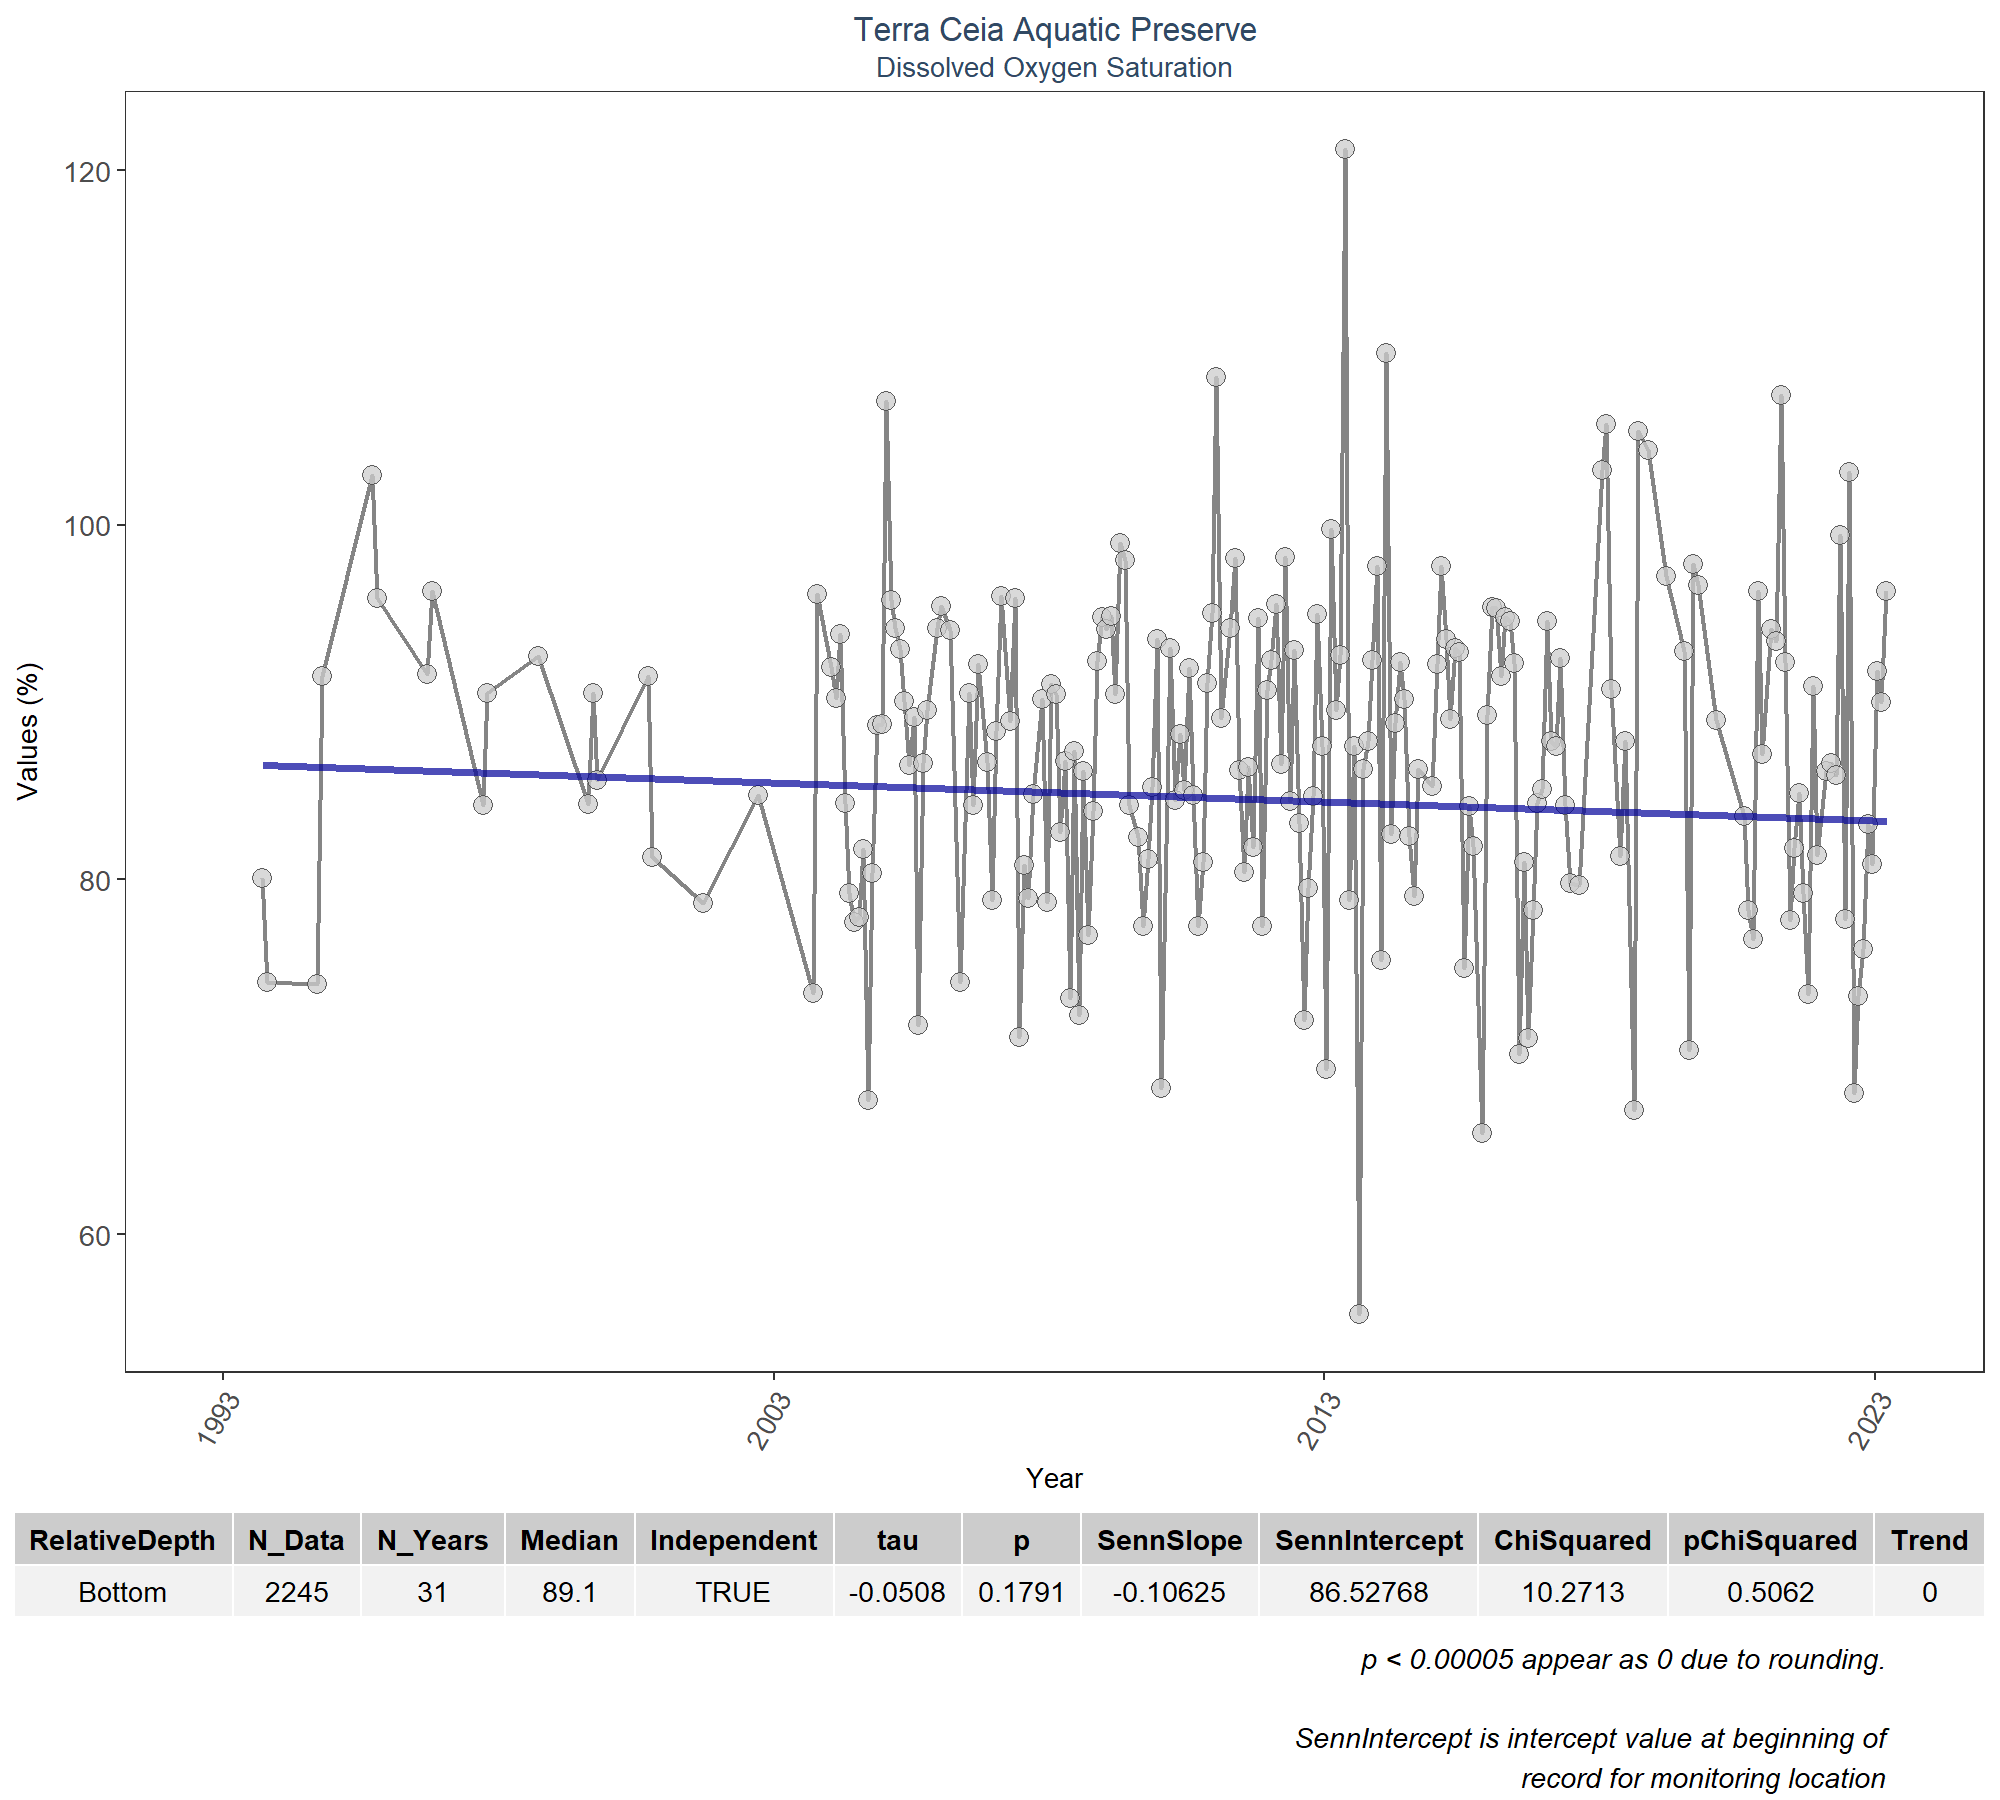 Terra Ceia Aquatic Preserve
Dissolved Oxygen Saturation
120
100
80
60
Values (%)
1993 2003 2013 2023
Year
RelativeDepth N_Data N_Years Median Independent tau p SennSlope SennIntercept ChiSquared pChiSquared Trend
Bottom 2245 31 89.1 TRUE -0.0508 0.1791 -0.10625 86.52768 10.2713 0.5062 0
p < 0.00005 appear as 0 due to rounding.
SennIntercept is intercept value at beginning of
record for monitoring location